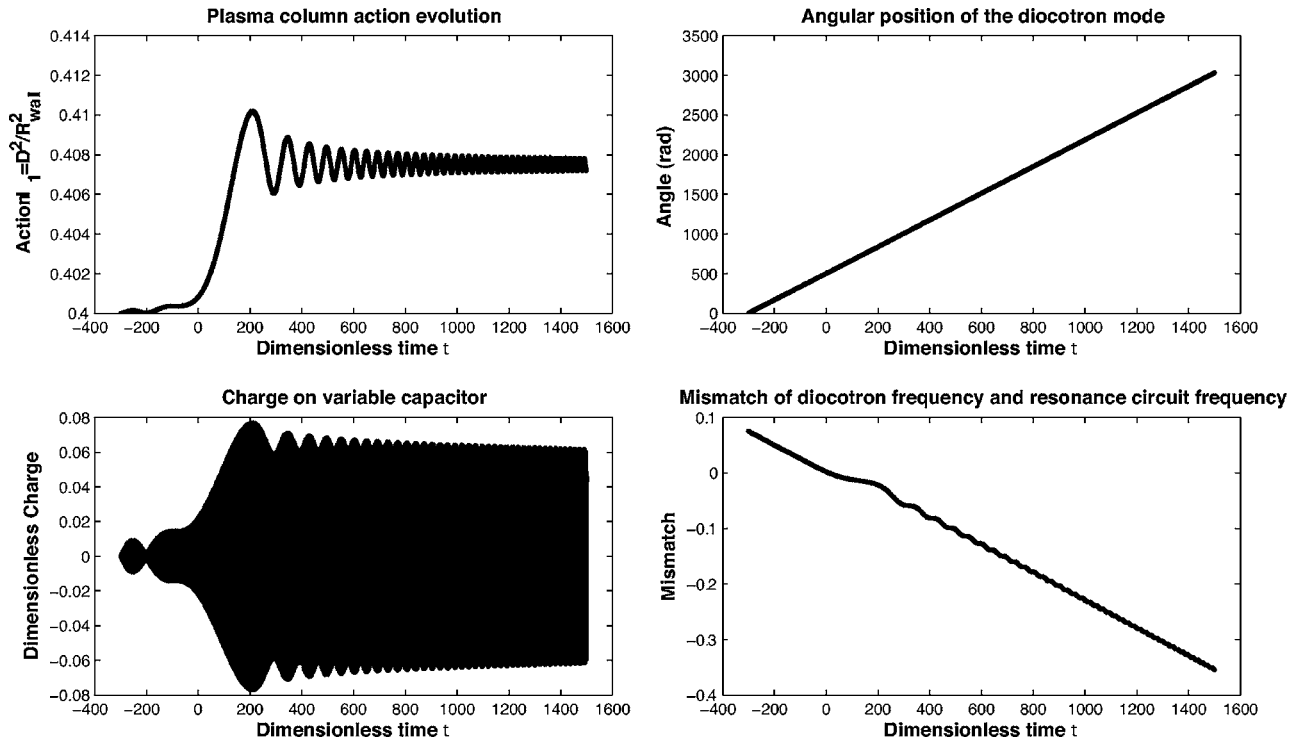 Plasma column action evolution
Action I_1=D^2/R^2_wall
0.414
0.412
0.41
0.408
0.406
0.404
0.402
0.4
−400 −200 0 200 400 600 800 1000 1200 1400 1600
Dimensionless time t
Angular position of the diocotron mode
Angle (rad)
3500
3000
2500
2000
1500
1000
500
0
−400 −200 0 200 400 600 800 1000 1200 1400 1600
Dimensionless time t
Charge on variable capacitor
Dimensionless Charge
0.08
0.06
0.04
0.02
0
−0.02
−0.04
−0.06
−0.08
−400 −200 0 200 400 600 800 1000 1200 1400 1600
Dimensionless time t
Mismatch of diocotron frequency and resonance circuit frequency
Mismatch
0.1
0
−0.1
−0.2
−0.3
−0.4
−400 −200 0 200 400 600 800 1000 1200 1400 1600
Dimensionless time t